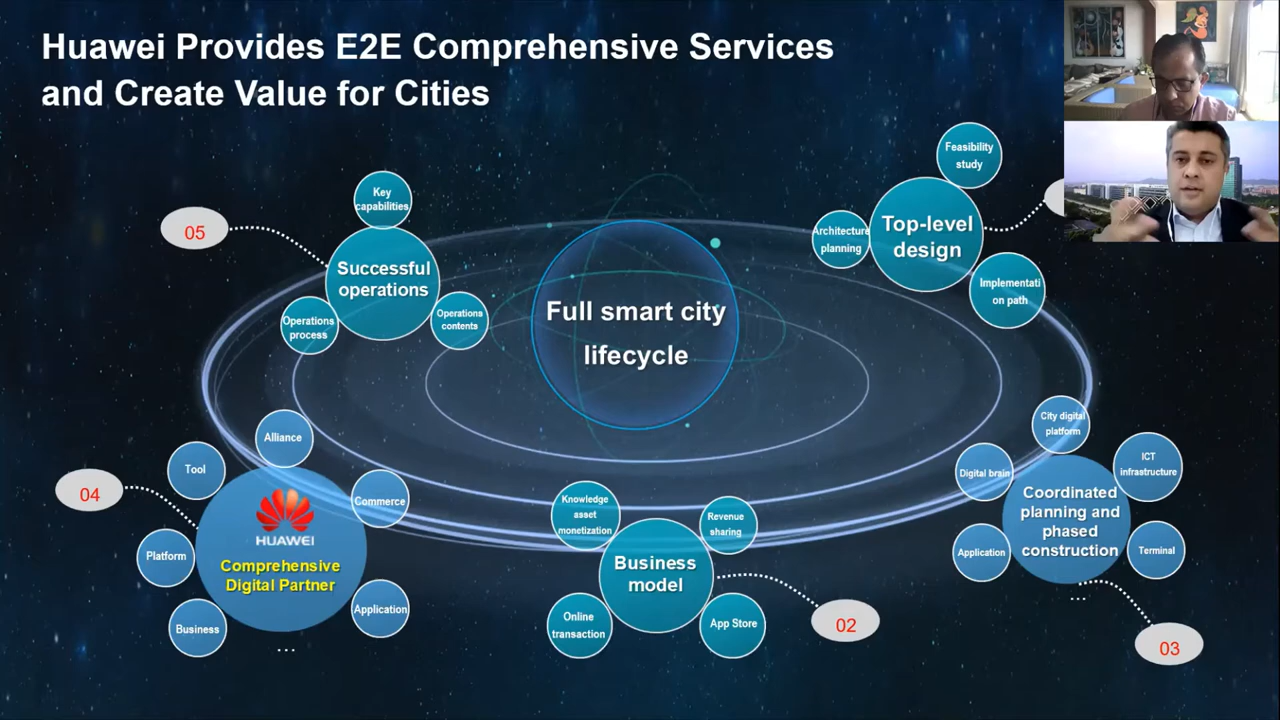 Huawei Provides E2E Comprehensive Services
and Create Value for Cities
Feasibility
study
Architecture
planning
Top-level
design
Implementati
on path
Key
capabilities
05
Successful
operations
Operations
process
Operations
contents
Full smart city
lifecycle
Alliance
Tool
Commerce
04
HUAWEI
Comprehensive
Digital Partner
Platform
Business
Application
...
Knowledge
asset
monetization
Revenue
sharing
Business
model
Online
transaction
App Store
02
City digital
platform
Digital brain
ICT
infrastructure
Coordinated
planning and
phased
construction
Application
Terminal
...
03